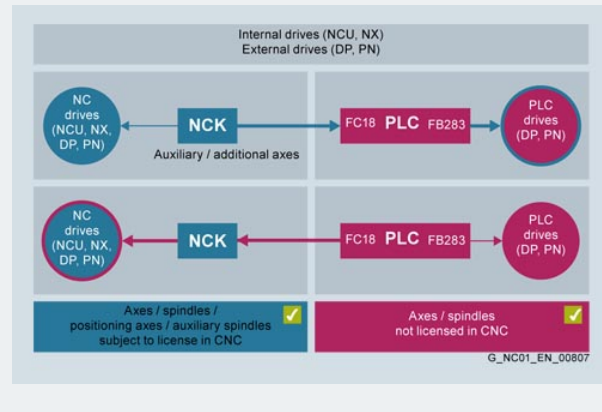 Internal drives (NCU, NX)
External drives (DP, PN)
NC
drives
(NCU, NX,
DP, PN)
NCK
FC18 PLC FB283
PLC
drives
(DP, PN)
Auxiliary / additional axes
NC
drives
(NCU, NX,
DP, PN)
NCK
FC18 PLC FB283
PLC
drives
(DP, PN)
Axes / spindles /
positioning axes / auxiliary spindles
subject to license in CNC
Axes / spindles
not licensed in CNC
G_NC01_EN_00807